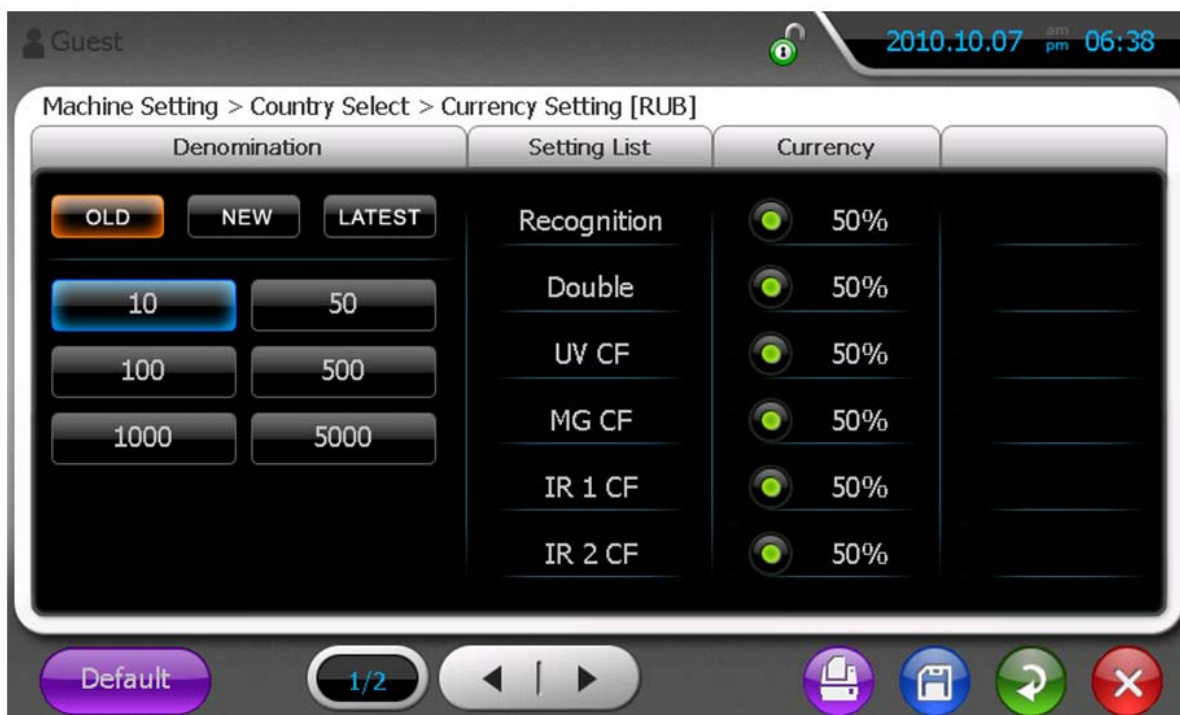 Guest
2010.10.07 am pm 06:38
Machine Setting > Country Select > Currency Setting [RUB]
Denomination Setting List Currency
OLD NEW LATEST Recognition 50%
10 50 Double 50%
100 500 UV CF 50%
1000 5000 MG CF 50%
IR 1 CF 50%
IR 2 CF 50%
Default 1/2